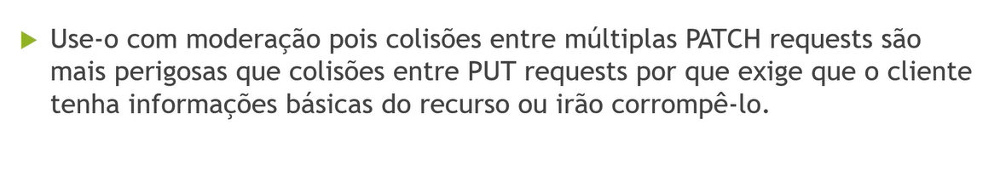 Use-o com moderação pois colisões entre múltiplas PATCH requests são
mais perigosas que colisões entre PUT requests por que exige que o cliente
tenha informações básicas do recurso ou irão corrompê-lo.